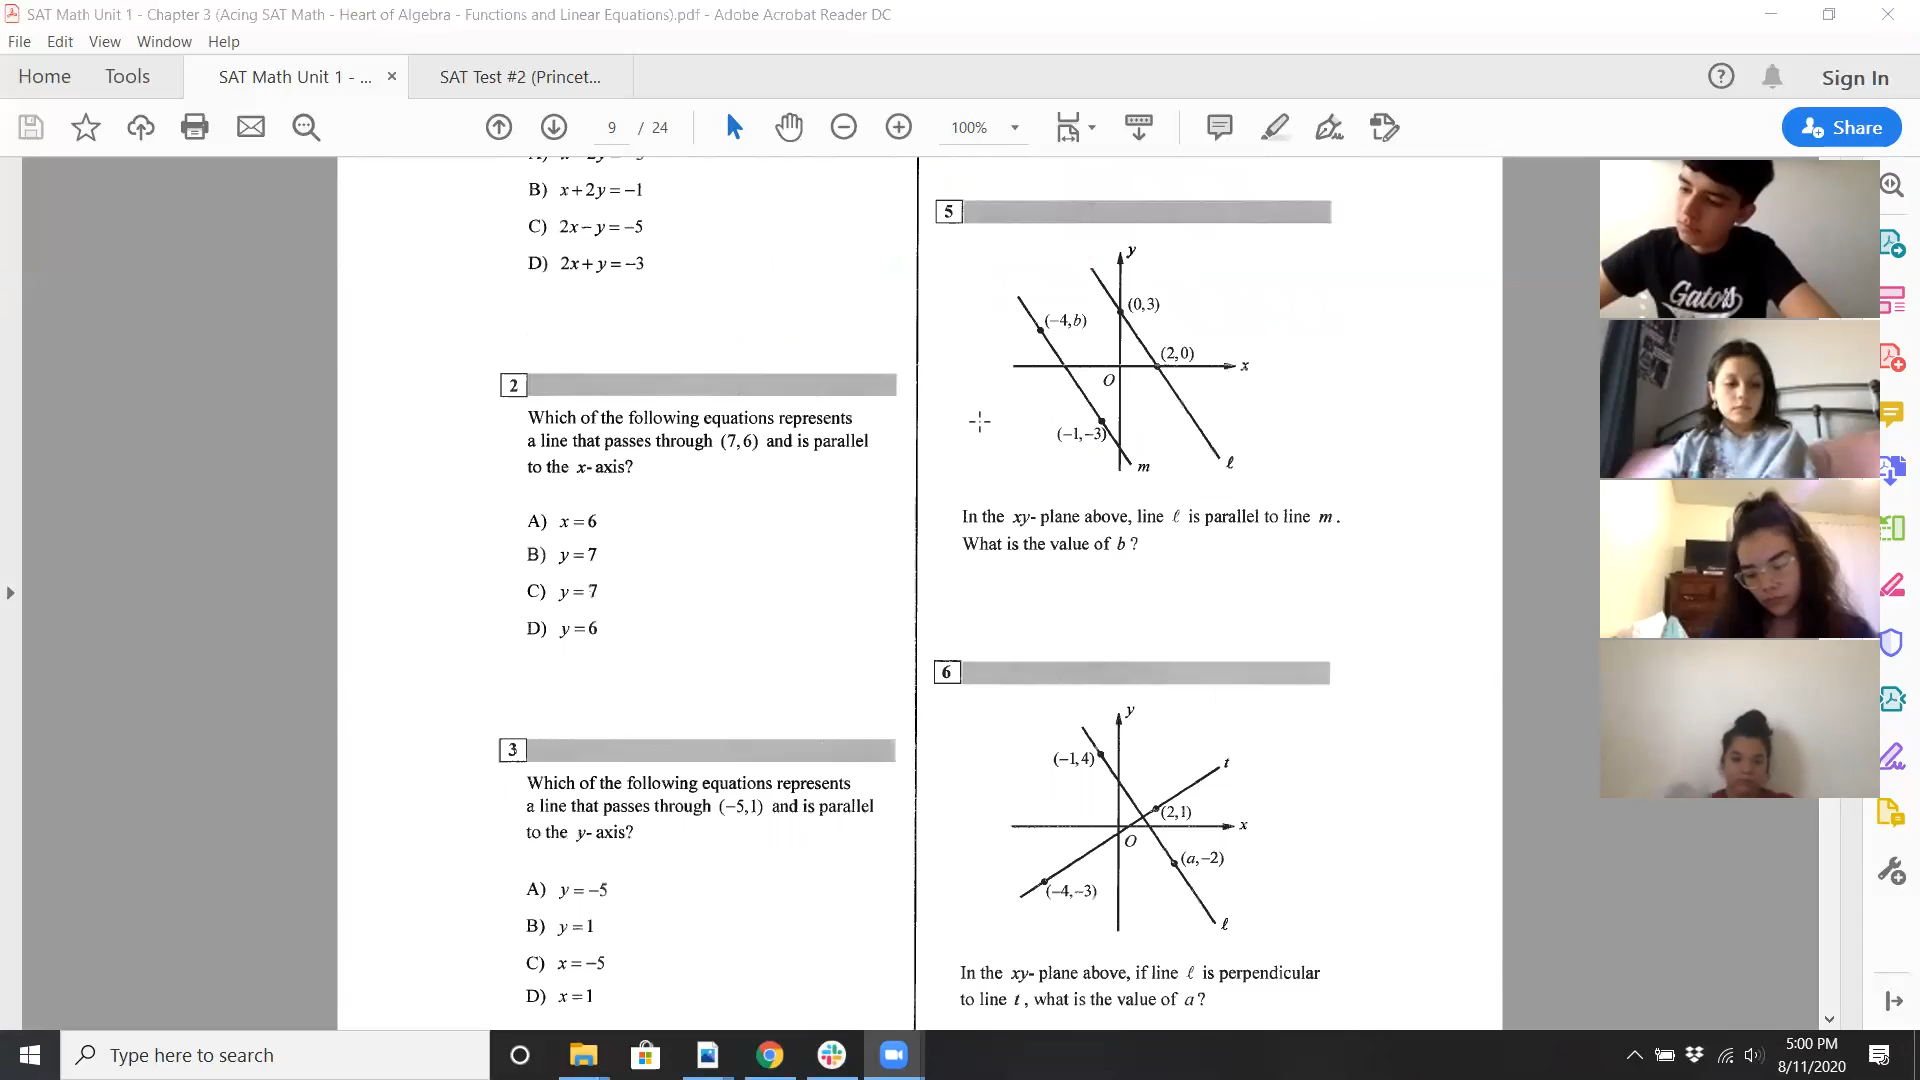 SAT Math Unit 1 - Chapter 3 (Acing SAT Math - Heart of Algebra - Functions and Linear Equations).pdf - Adobe Acrobat Reader DC
File Edit View Window Help
Home Tools SAT Math Unit 1 - ... × SAT Test #2 (Princet... Sign In
9 / 24 100% Share
B) x+2y=−1
C) 2x−y=−5
D) 2x+y=−3
2
Which of the following equations represents
a line that passes through (7,6) and is parallel
to the x-axis?
A) x=6
B) y=7
C) y=7
D) y=6
3
Which of the following equations represents
a line that passes through (−5,1) and is parallel
to the y-axis?
A) y=−5
B) y=1
C) x=−5
D) x=1
5
y
(0,3)
(−4,b)
(2,0)
x
O
(−1,−3)
m
ℓ
In the xy-plane above, line ℓ is parallel to line m.
What is the value of b?
6
y
(−1,4)
t
(2,1)
x
O
(a,−2)
(−4,−3)
ℓ
In the xy-plane above, if line ℓ is perpendicular
to line t, what is the value of a?
Gators
Type here to search
5:00 PM
8/11/2020